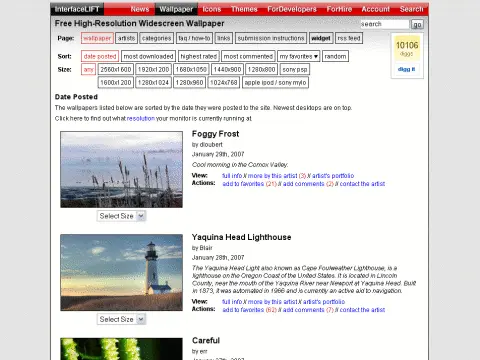 InterfaceLIFT News Wallpaper Icons Themes ForDevelopers ForHire Account Search
Free High-Resolution Widescreen Wallpaper search go
Page: wallpaper artists categories faq / how-to links submission instructions widget rss feed
10106
diggs
digg it
Sort: date posted most downloaded highest rated most commented my favorites ▾ random
Size: any 2560x1600 1920x1200 1680x1050 1440x900 1280x800 sony psp
1600x1200 1280x1024 1280x960 1024x768 apple ipod / sony mylo
Date Posted
The wallpapers listed below are sorted by the date they were posted to the site. Newest desktops are on top.
Click here to find out what resolution your monitor is currently running at.
Foggy Frost
by dloubert
January 29th, 2007
Cool morning in the Comox Valley.
View: full info // more by this artist (3) // artist's portfolio
Actions: add to favorites (21) // add comments (2) // contact the artist
Select Size
Yaquina Head Lighthouse
by Blair
January 28th, 2007
The Yaquina Head Light also known as Cape Foulweather Lighthouse, is a
lighthouse on the Oregon Coast of the United States. It is located in Lincoln
County, near the mouth of the Yaquina River near Newport at Yaquina Head. Built
in 1873, it was automated in 1966 and is currently an active aid to navigation.
View: full info // more by this artist // artist's portfolio
Actions: add to favorites (62) // add comments (7) // contact the artist
Select Size
Careful
by err
January 27th, 2007